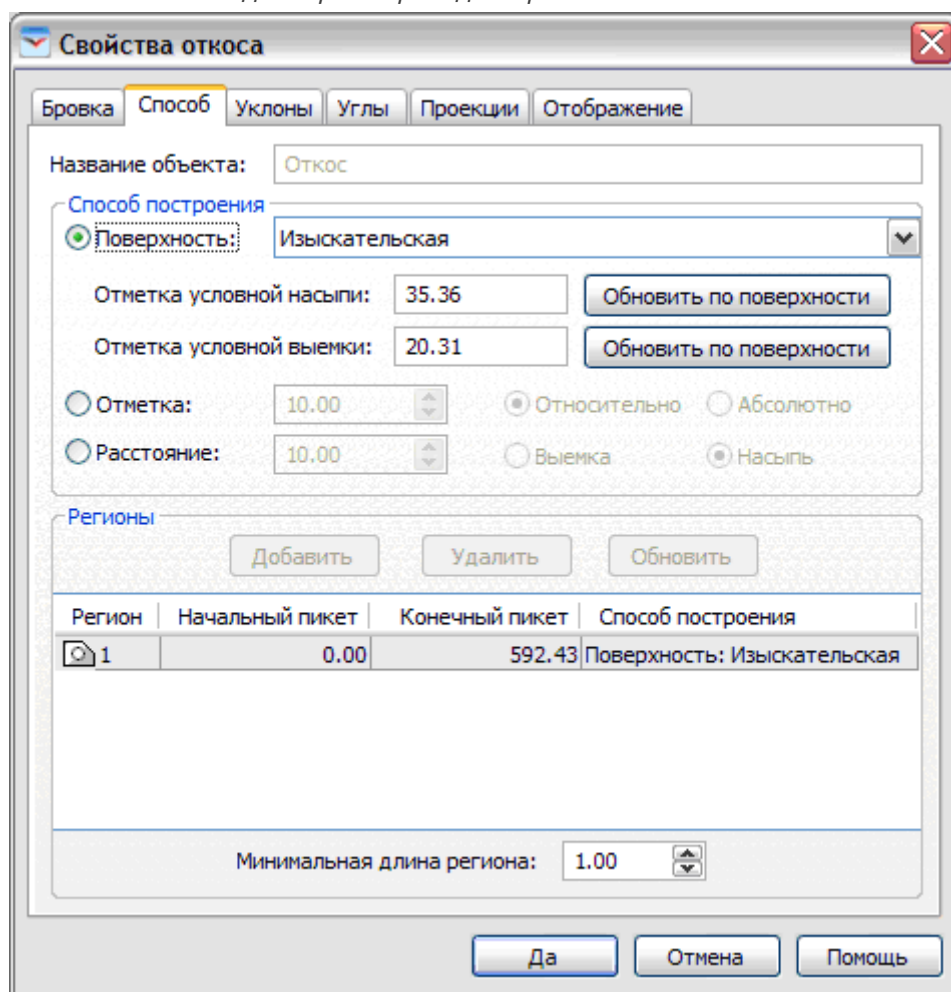 Свойства откоса
Бровка Способ Уклоны Углы Проекции Отображение
Название объекта: Откос
Способ построения
Поверхность: Изыскательская
Отметка условной насыпи: 35.36 Обновить по поверхности
Отметка условной выемки: 20.31 Обновить по поверхности
Отметка: 10.00 Относительно Абсолютно
Расстояние: 10.00 Выемка Насыпь
Регионы
Добавить Удалить Обновить
Регион Начальный пикет Конечный пикет Способ построения
1 0.00 592.43 Поверхность: Изыскательская
Минимальная длина региона: 1.00
Да Отмена Помощь